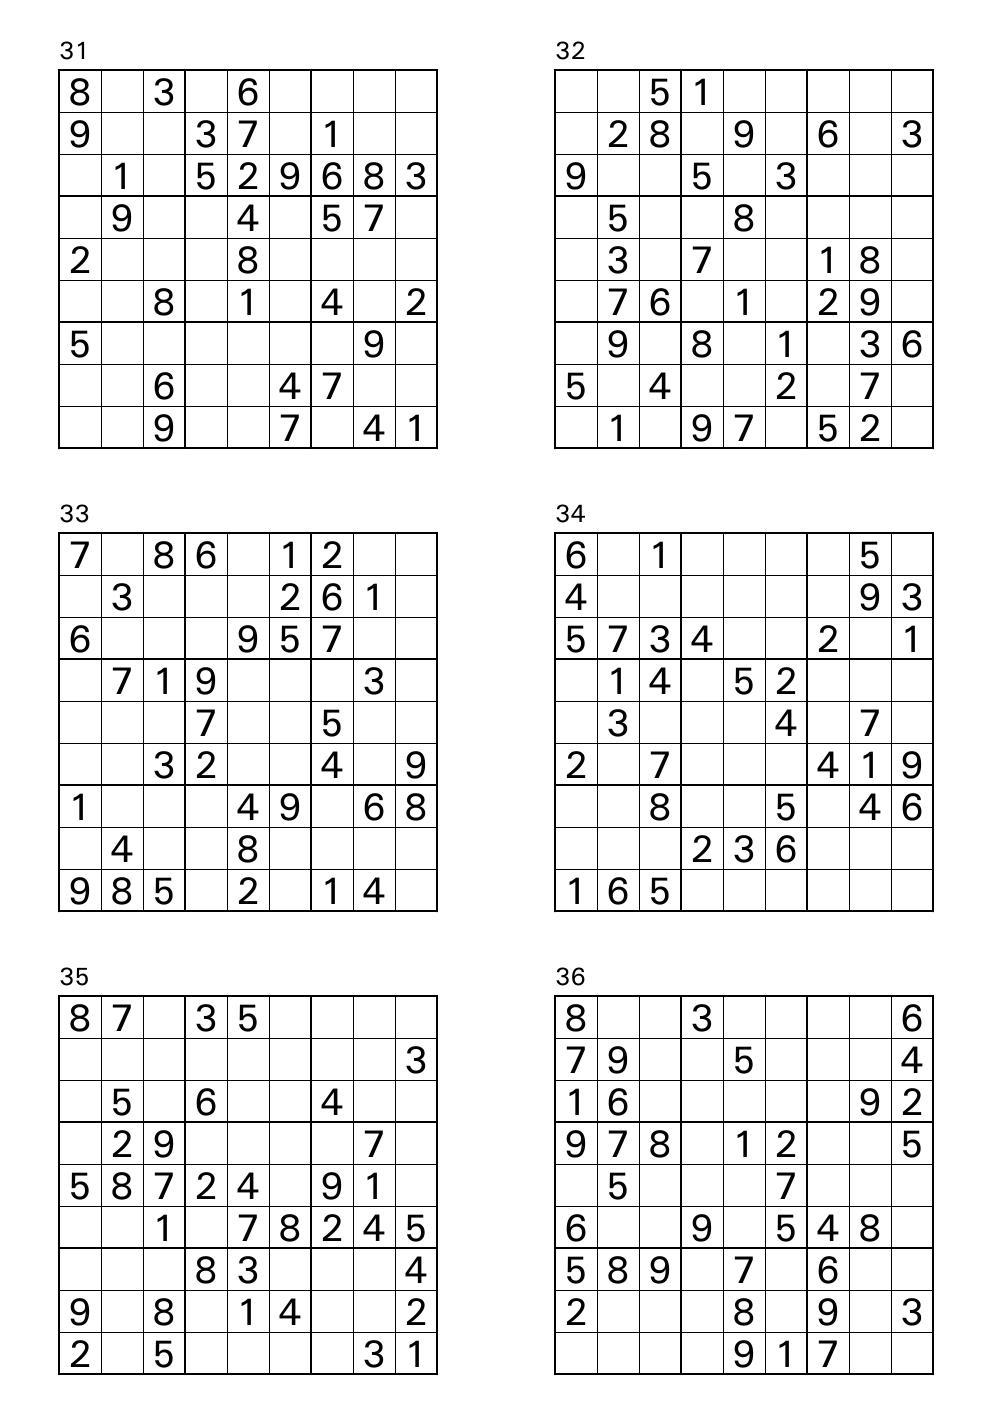 31
8 3 6
9 3 7 1
1 5 2 9 6 8 3
9 4 5 7
2 8
8 1 4 2
5 9
6 4 7
9 7 4 1
32
5 1
2 8 9 6 3
9 5 3
5 8
3 7 1 8
7 6 1 2 9
9 8 1 3 6
5 4 2 7
1 9 7 5 2
33
7 8 6 1 2
3 2 6 1
6 9 5 7
7 1 9 3
7 5
3 2 4 9
1 4 9 6 8
4 8
9 8 5 2 1 4
34
6 1 5
4 9 3
5 7 3 4 2 1
1 4 5 2
3 4 7
2 7 4 1 9
8 5 4 6
2 3 6
1 6 5
35
8 7 3 5
3
5 6 4
2 9 7
5 8 7 2 4 9 1
1 7 8 2 4 5
8 3 4
9 8 1 4 2
2 5 3 1
36
8 3 6
7 9 5 4
1 6 9 2
9 7 8 1 2 5
5 7
6 9 5 4 8
5 8 9 7 6
2 8 9 3
9 1 7